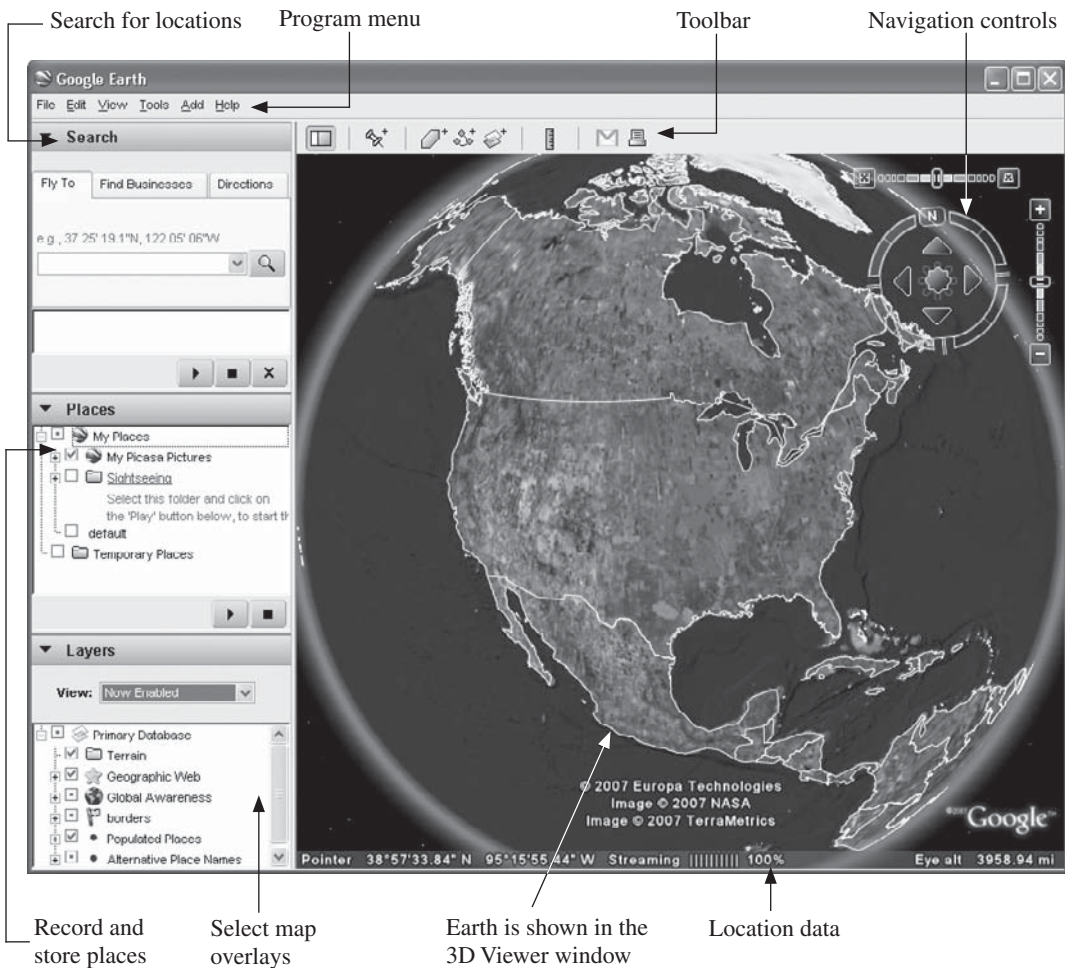 Search for locations
Program menu
Toolbar
Navigation controls
Google Earth
File Edit View Tools Add Help
Search
Fly To Find Businesses Directions
e.g., 37 25' 19.1"N, 122 05' 06"W
N
Places
My Places
My Picasa Pictures
Sightseeing
Select this folder and click on
the 'Play' button below, to start th
default
Temporary Places
Layers
View: Now Enabled
Primary Database
Terrain
Geographic Web
Global Awareness
borders
Populated Places
Alternative Place Names
© 2007 Europa Technologies
Image © 2007 NASA
Image © 2007 TerraMetrics
©2007 Google™
Pointer 38°57'33.84" N 95°15'55.44" W Streaming |||||||||| 100% Eye alt 3958.94 mi
Record and
store places
Select map
overlays
Earth is shown in the
3D Viewer window
Location data